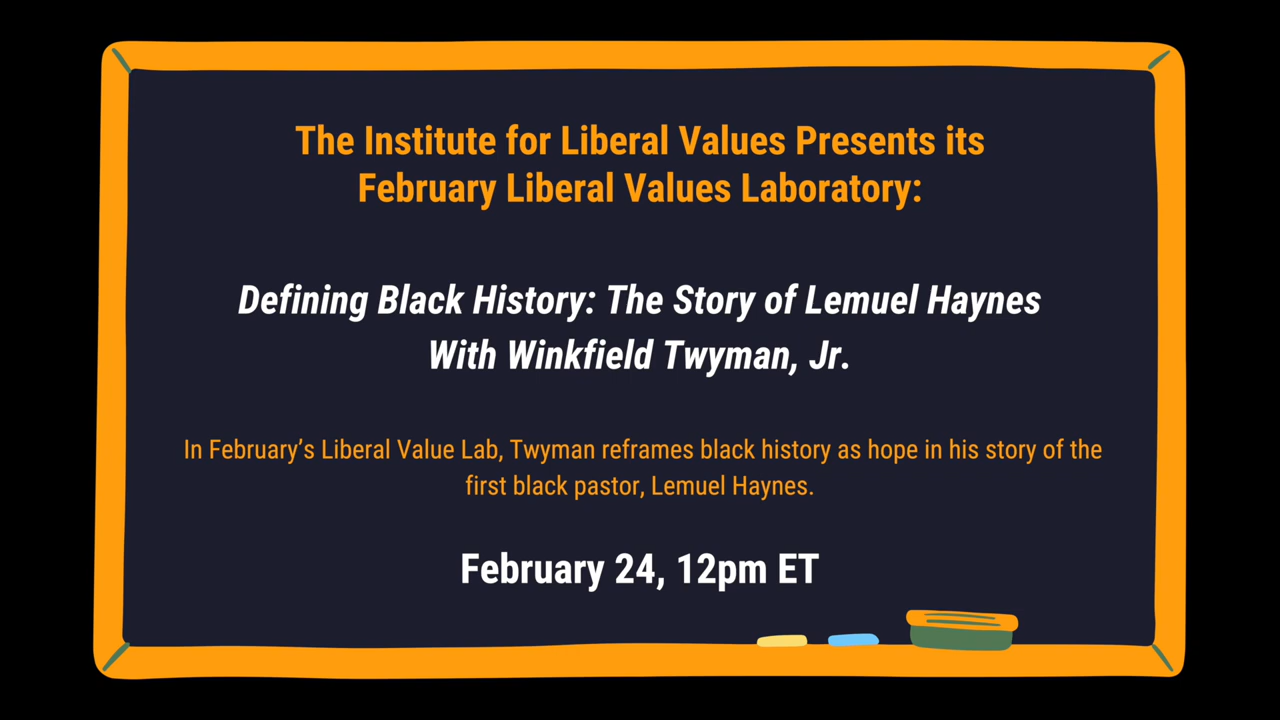 The Institute for Liberal Values Presents its
February Liberal Values Laboratory:
Defining Black History: The Story of Lemuel Haynes
With Winkfield Twyman, Jr.
In February’s Liberal Value Lab, Twyman reframes black history as hope in his story of the
first black pastor, Lemuel Haynes.
February 24, 12pm ET